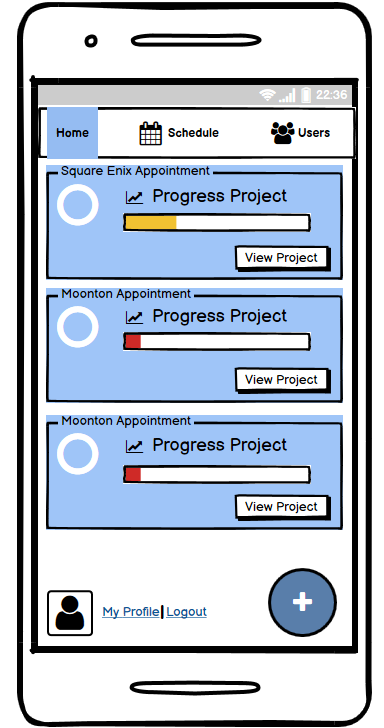 22:36
Home Schedule Users
Square Enix Appointment
Progress Project
View Project
Moonton Appointment
Progress Project
View Project
Moonton Appointment
Progress Project
View Project
My Profile | Logout